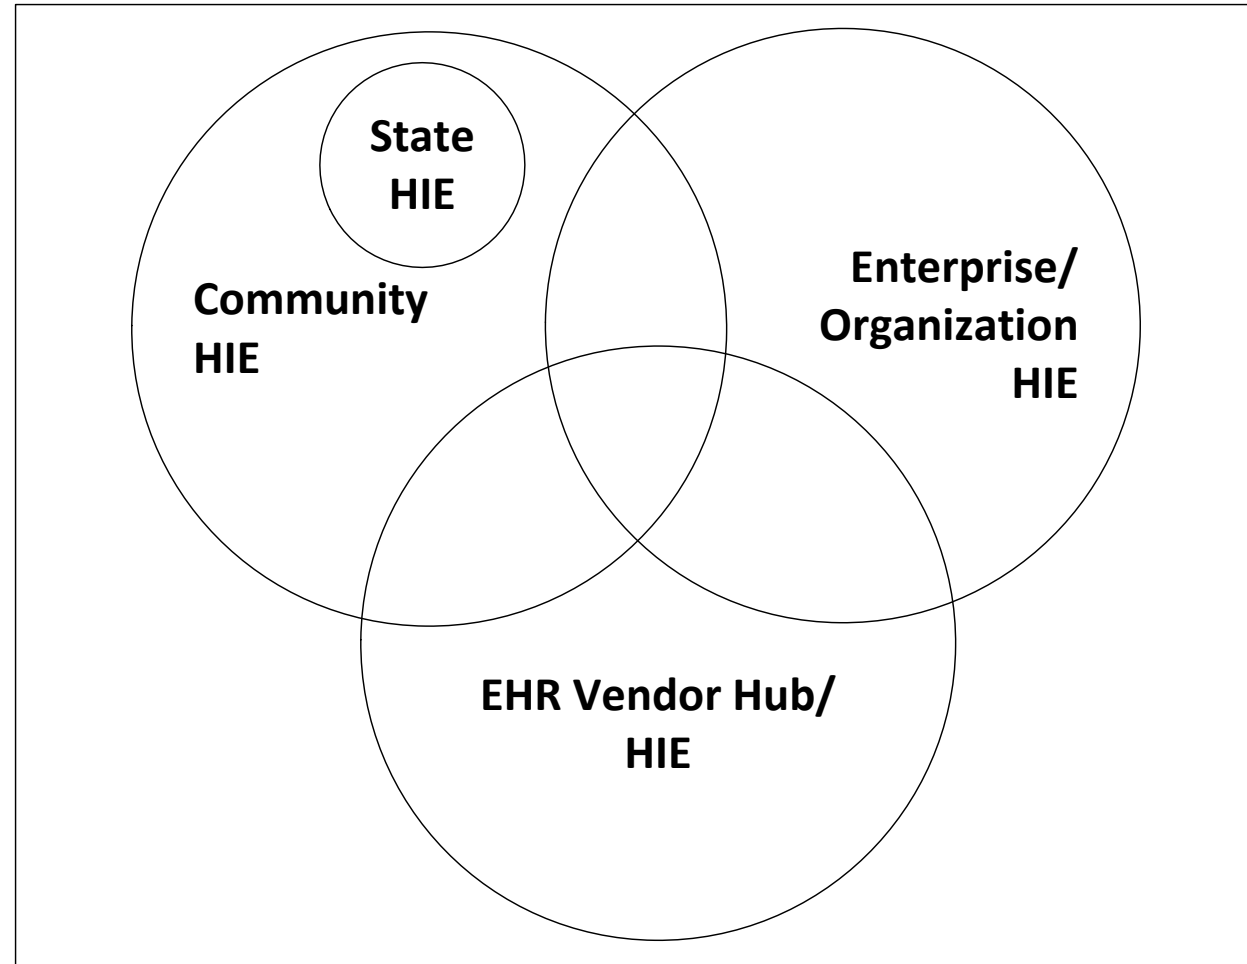 State
HIE
Community
HIE
Enterprise/
Organization
HIE
EHR Vendor Hub/
HIE